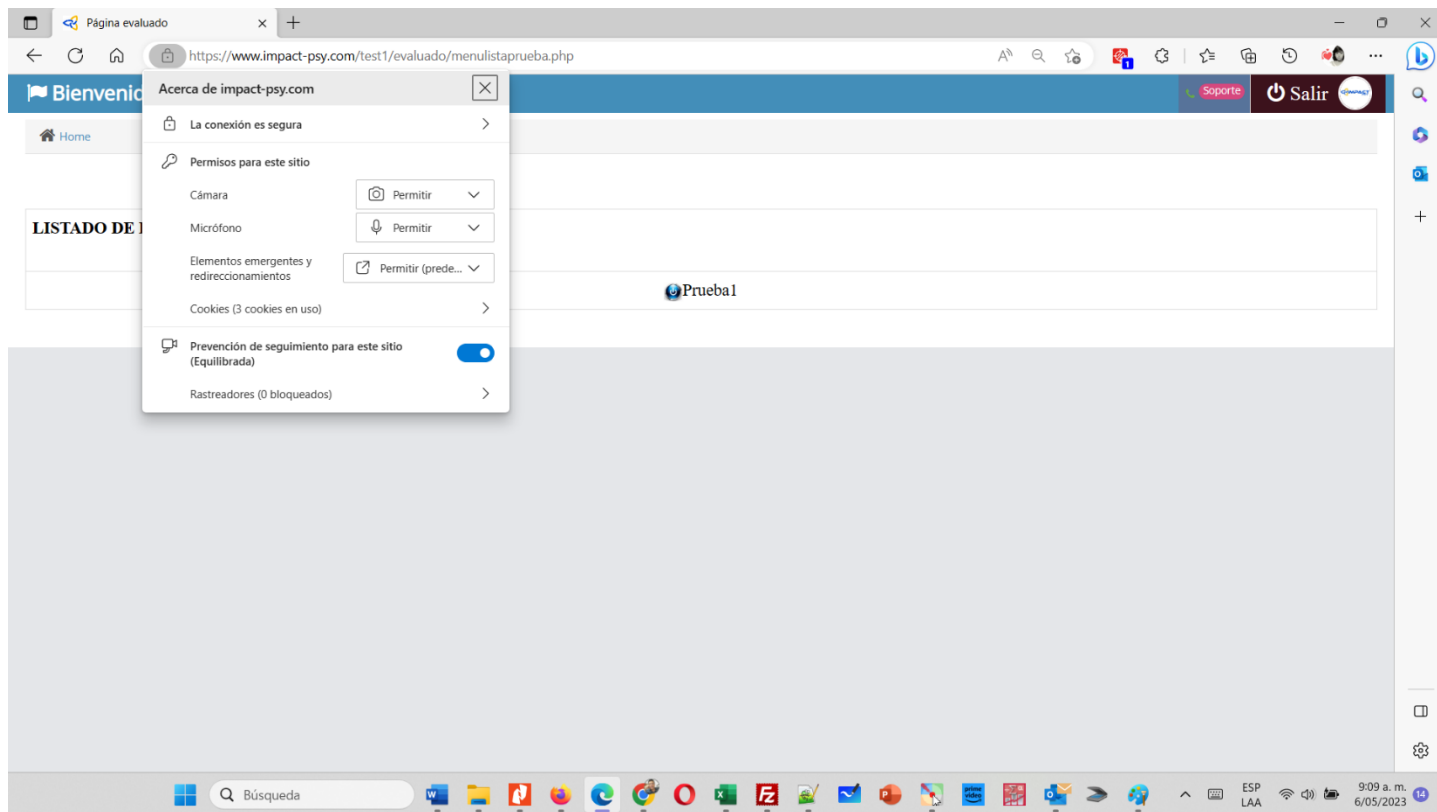 Página evaluado
https://www.impact-psy.com/test1/evaluado/menulistaprueba.php
1
Bienvenid
Soporte
Salir
Acerca de impact-psy.com
La conexión es segura
Home
Permisos para este sitio
Cámara
Permitir
LISTADO DE
Micrófono
Permitir
Elementos emergentes y
redireccionamientos
Permitir (prede...
Prueba1
Cookies (3 cookies en uso)
Prevención de seguimiento para este sitio
(Equilibrada)
Rastreadores (0 bloqueados)
Búsqueda
prime
video
ESP
LAA
9:09 a. m.
6/05/2023
14